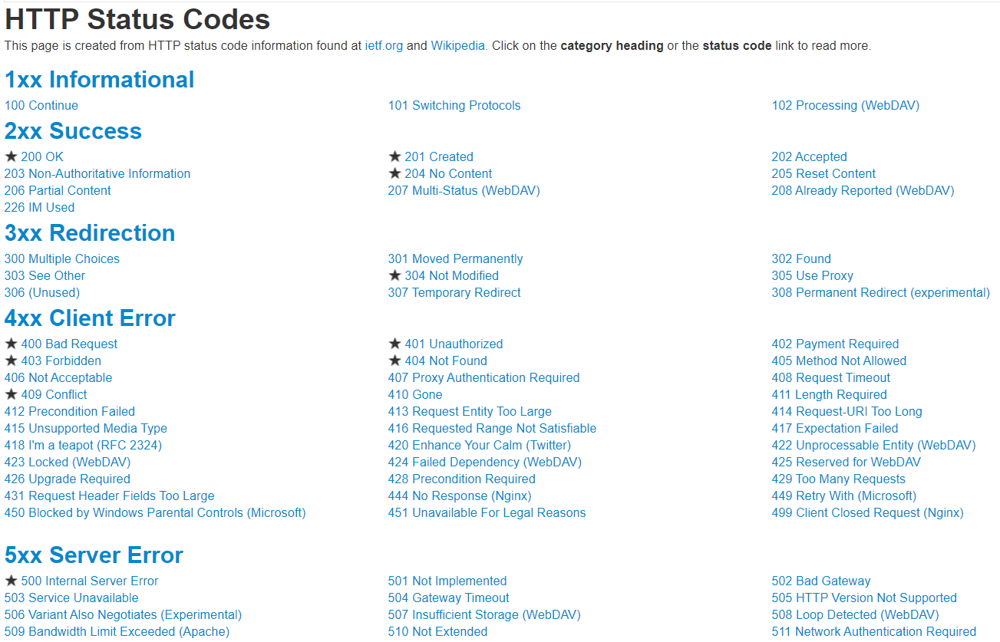 HTTP Status Codes
This page is created from HTTP status code information found at ietf.org and Wikipedia. Click on the category heading or the status code link to read more.
1xx Informational
100 Continue 101 Switching Protocols 102 Processing (WebDAV)
2xx Success
★ 200 OK ★ 201 Created 202 Accepted
203 Non-Authoritative Information ★ 204 No Content 205 Reset Content
206 Partial Content 207 Multi-Status (WebDAV) 208 Already Reported (WebDAV)
226 IM Used
3xx Redirection
300 Multiple Choices 301 Moved Permanently 302 Found
303 See Other ★ 304 Not Modified 305 Use Proxy
306 (Unused) 307 Temporary Redirect 308 Permanent Redirect (experimental)
4xx Client Error
★ 400 Bad Request ★ 401 Unauthorized 402 Payment Required
★ 403 Forbidden ★ 404 Not Found 405 Method Not Allowed
406 Not Acceptable 407 Proxy Authentication Required 408 Request Timeout
★ 409 Conflict 410 Gone 411 Length Required
412 Precondition Failed 413 Request Entity Too Large 414 Request-URI Too Long
415 Unsupported Media Type 416 Requested Range Not Satisfiable 417 Expectation Failed
418 I'm a teapot (RFC 2324) 420 Enhance Your Calm (Twitter) 422 Unprocessable Entity (WebDAV)
423 Locked (WebDAV) 424 Failed Dependency (WebDAV) 425 Reserved for WebDAV
426 Upgrade Required 428 Precondition Required 429 Too Many Requests
431 Request Header Fields Too Large 444 No Response (Nginx) 449 Retry With (Microsoft)
450 Blocked by Windows Parental Controls (Microsoft) 451 Unavailable For Legal Reasons 499 Client Closed Request (Nginx)
5xx Server Error
★ 500 Internal Server Error 501 Not Implemented 502 Bad Gateway
503 Service Unavailable 504 Gateway Timeout 505 HTTP Version Not Supported
506 Variant Also Negotiates (Experimental) 507 Insufficient Storage (WebDAV) 508 Loop Detected (WebDAV)
509 Bandwidth Limit Exceeded (Apache) 510 Not Extended 511 Network Authentication Required